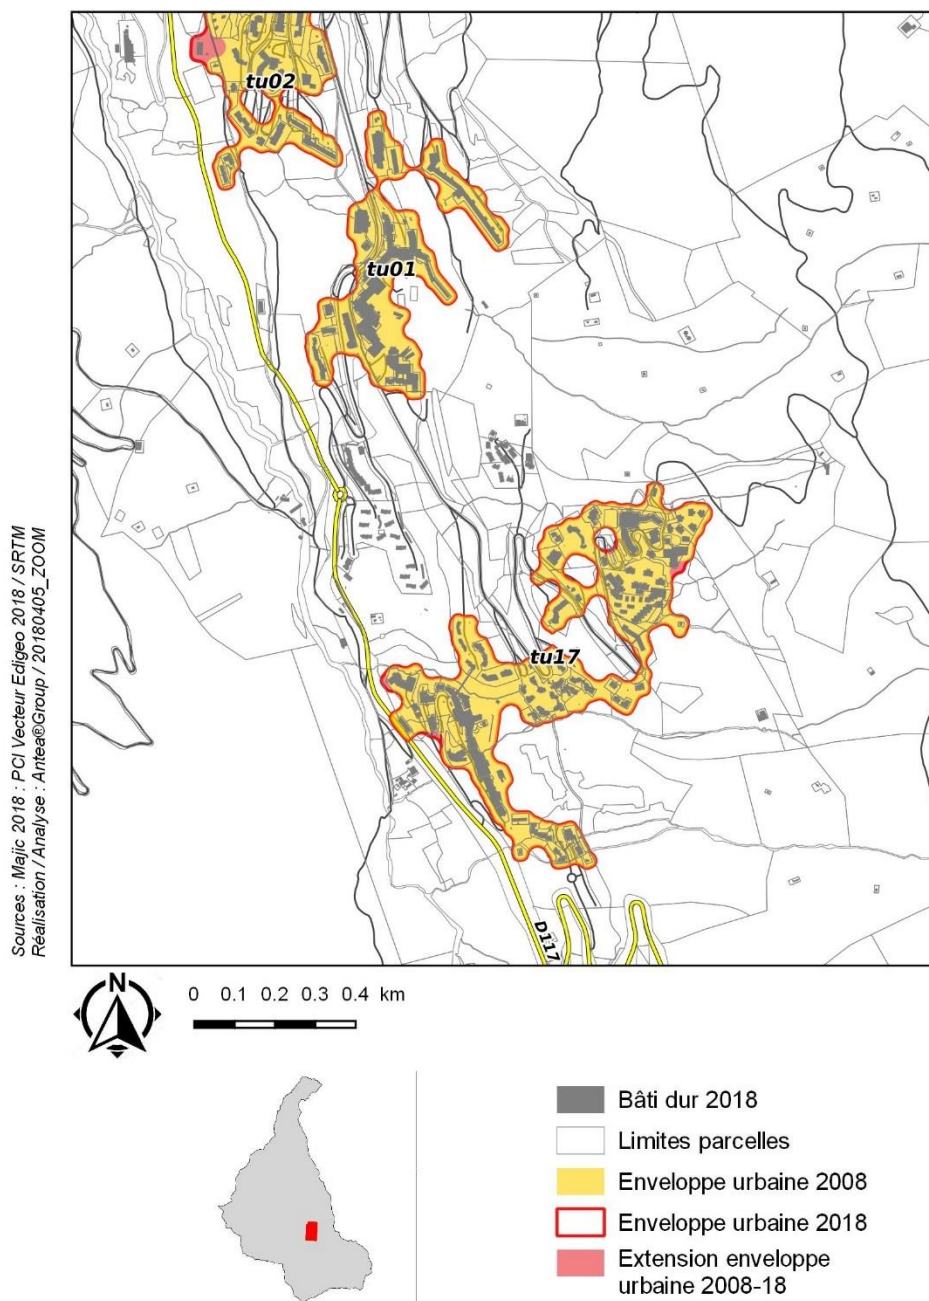 tu02
tu01
tu17
D117
Sources : Majic 2018 : PCI Vecteur Edigeo 2018 / SRTM
Réalisation / Analyse : Antea®Group / 20180405_ZOOM
N
0 0.1 0.2 0.3 0.4 km
Bâti dur 2018
Limites parcelles
Enveloppe urbaine 2008
Enveloppe urbaine 2018
Extension enveloppe
urbaine 2008-18